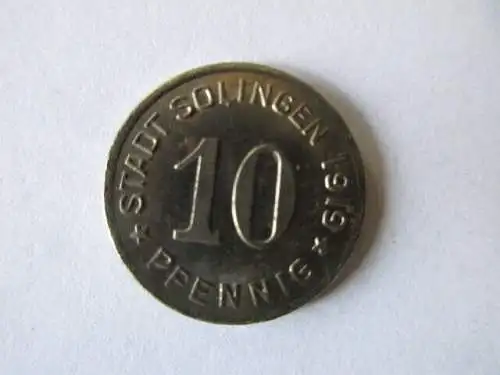 ★ STADT SOLINGEN 1919 ★
10
PFENNIG